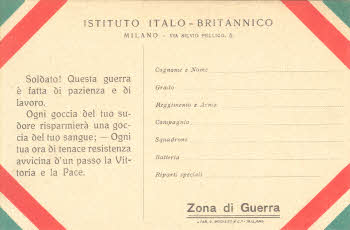 ISTITUTO ITALO-BRITANNICO
MILANO - VIA SILVIO PELLICO, 5.
Soldato! Questa guerra
è fatta di pazienza e di
lavoro.
Ogni goccia del tuo su-
dore risparmierà una goc-
cia del tuo sangue; — Ogni
tua ora di tenace resistenza
avvicina d'un passo la Vit-
toria e la Pace.
Cognome e Nome
Grado
Reggimento e Arma
Compagnia
Squadrone
Batteria
Riparti speciali
Zona di Guerra
MILANO